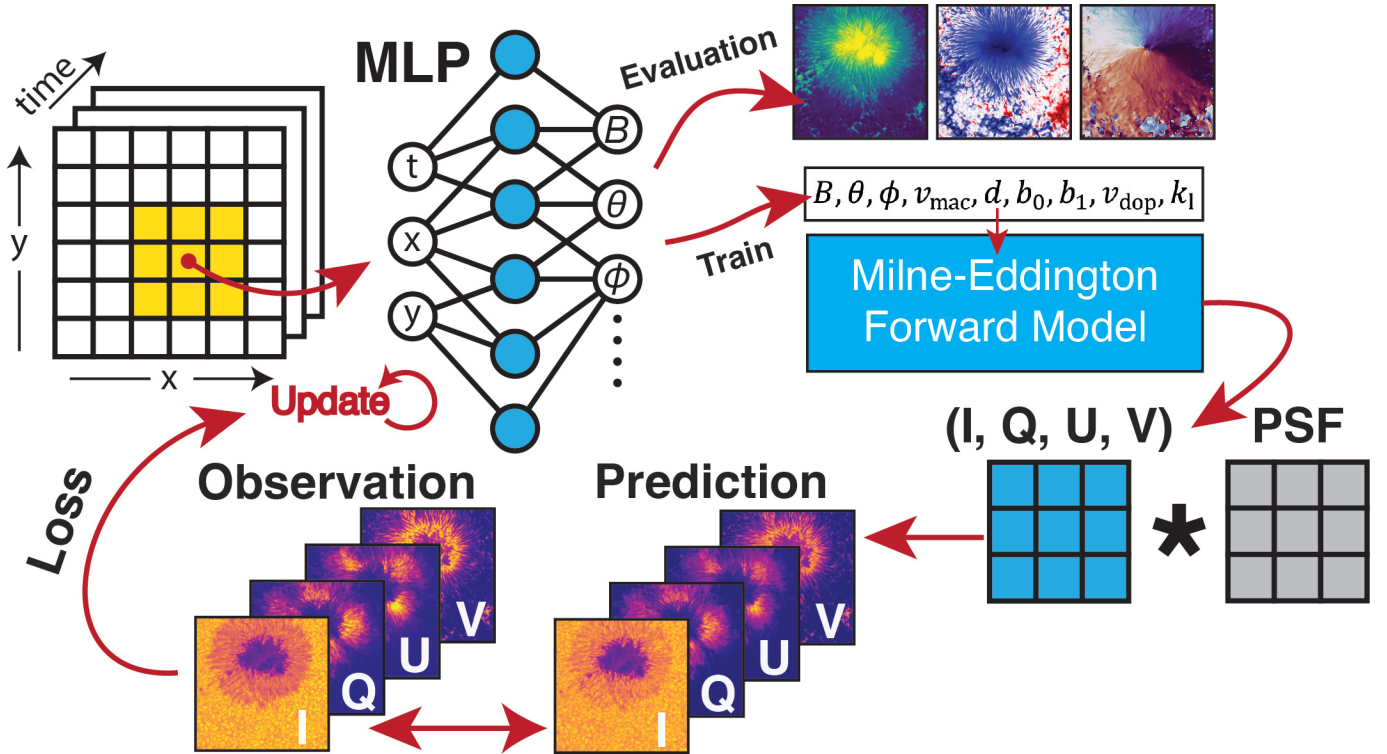 time
y
x
MLP
t
x
y
B
θ
ϕ
Evaluation
Train
B, θ, ϕ, v_mac, d, b_0, b_1, v_dop, k_l
Milne-Eddington
Forward Model
(I, Q, U, V)
PSF
*
Update
Loss
Observation
Prediction
I
Q
U
V
I
Q
U
V